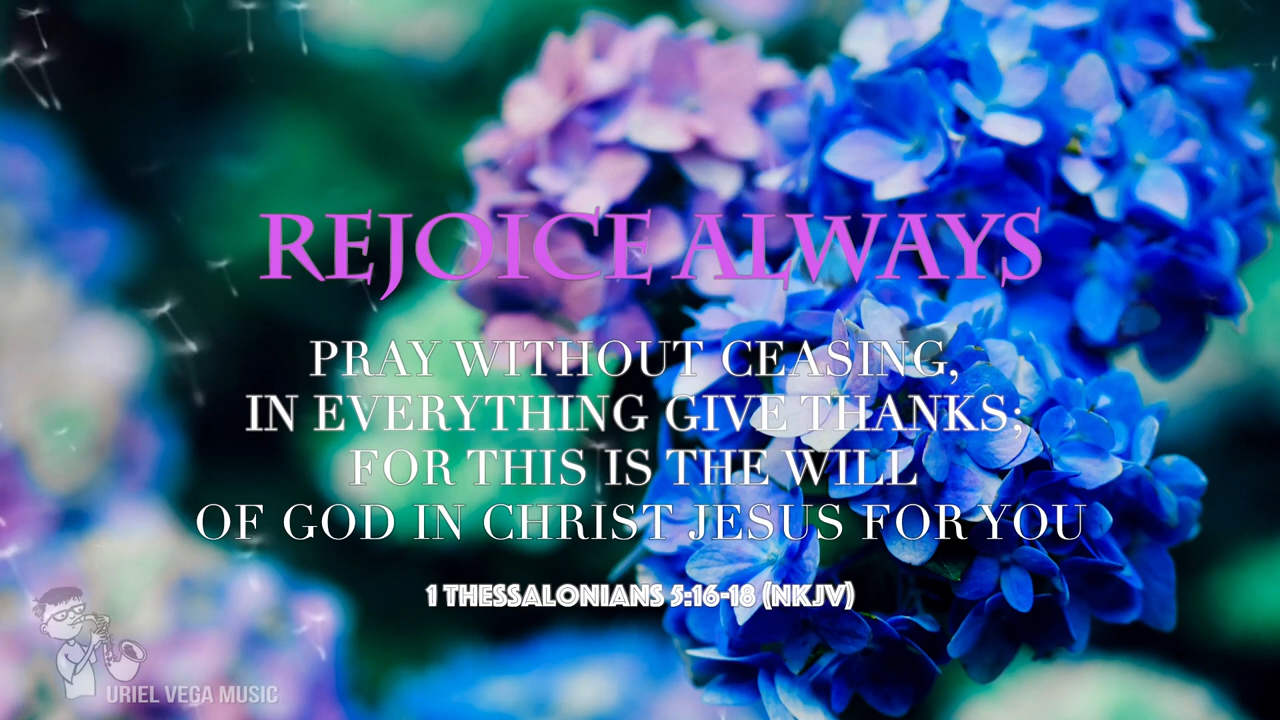 REJOICE ALWAYS
PRAY WITHOUT CEASING,
IN EVERYTHING GIVE THANKS;
FOR THIS IS THE WILL
OF GOD IN CHRIST JESUS FOR YOU
1 THESSALONIANS 5:16-18 (NKJV)
URIEL VEGA MUSIC